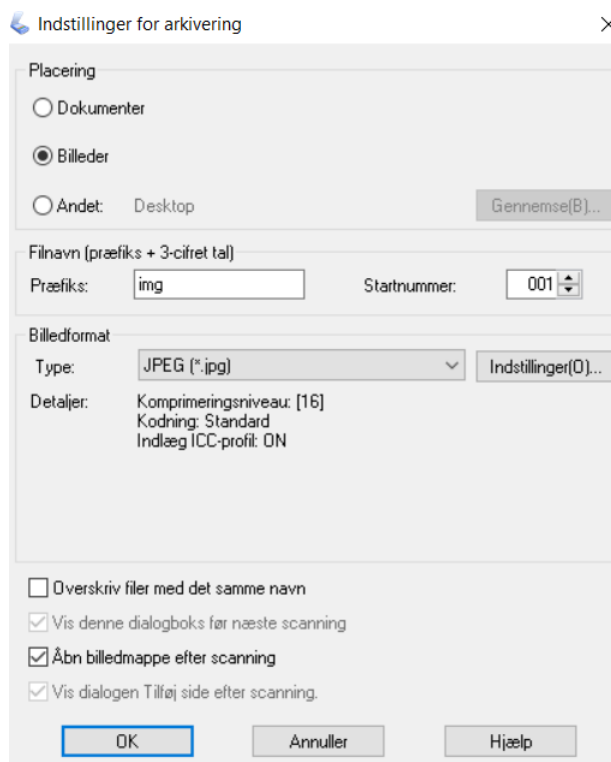 Indstillinger for arkivering
Placering
Dokumenter
Billeder
Andet: Desktop Gennemse(B)...
Filnavn (præfiks + 3-cifret tal)
Præfiks: img Startnummer: 001
Billedformat
Type: JPEG (*.jpg) Indstillinger(O)...
Detaljer: Komprimeringsniveau: [16]
Kodning: Standard
Indlæg ICC-profil: ON
Overskriv filer med det samme navn
Vis denne dialogboks før næste scanning
Åbn billedmappe efter scanning
Vis dialogen Tilføj side efter scanning.
OK Annuller Hjælp